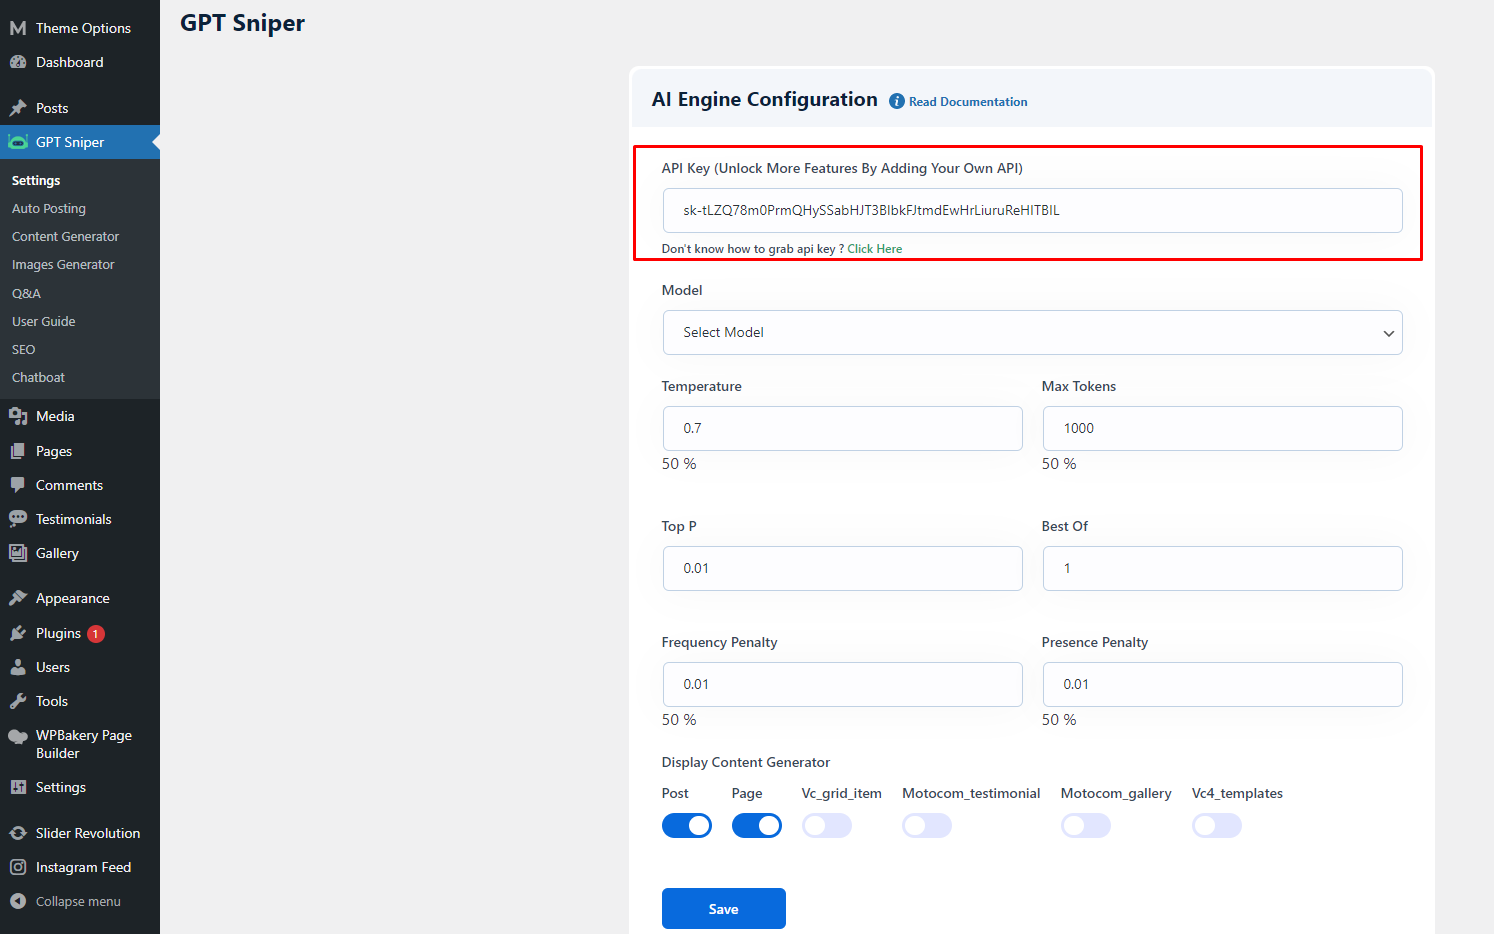 Theme Options
Dashboard
Posts
GPT Sniper
Settings
Auto Posting
Content Generator
Images Generator
Q&A
User Guide
SEO
Chatboat
Media
Pages
Comments
Testimonials
Gallery
Appearance
Plugins 1
Users
Tools
WPBakery Page
Builder
Settings
Slider Revolution
Instagram Feed
Collapse menu
GPT Sniper
AI Engine Configuration Read Documentation
API Key (Unlock More Features By Adding Your Own API)
Don't know how to grab api key ? Click Here
Model
Select Model
Temperature Max Tokens
0.7 1000
50 % 50 %
Top P Best Of
0.01 1
Frequency Penalty Presence Penalty
0.01 0.01
50 % 50 %
Display Content Generator
Post Page Vc_grid_item Motocom_testimonial Motocom_gallery Vc4_templates
Save